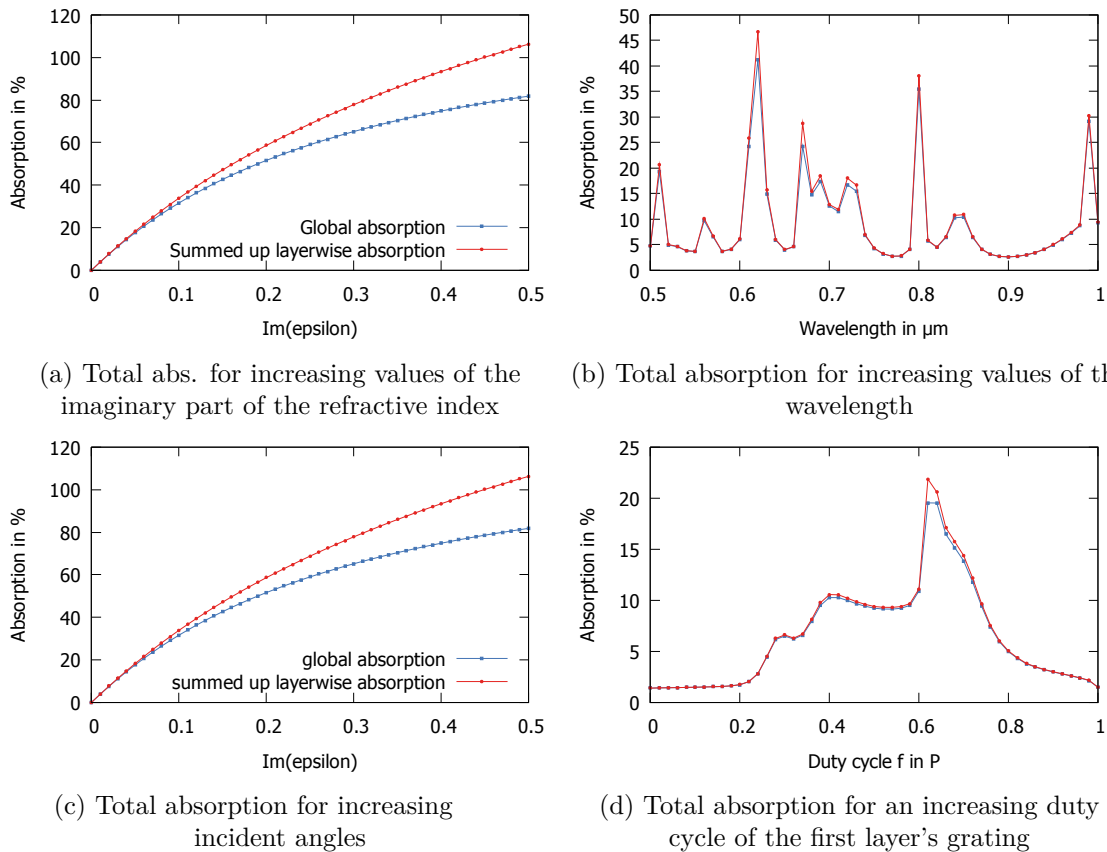 120
100
80
60
40
20
0
Absorption in %
Global absorption
Summed up layerwise absorption
0 0.1 0.2 0.3 0.4 0.5
Im(epsilon)
(a) Total abs. for increasing values of the
imaginary part of the refractive index
50
45
40
35
30
25
20
15
10
5
0
Absorption in %
0.5 0.6 0.7 0.8 0.9 1
Wavelength in µm
(b) Total absorption for increasing values of th
wavelength
120
100
80
60
40
20
0
Absorption in %
global absorption
summed up layerwise absorption
0 0.1 0.2 0.3 0.4 0.5
Im(epsilon)
(c) Total absorption for increasing
incident angles
25
20
15
10
5
0
Absorption in %
0 0.2 0.4 0.6 0.8 1
Duty cycle f in P
(d) Total absorption for an increasing duty
cycle of the first layer's grating